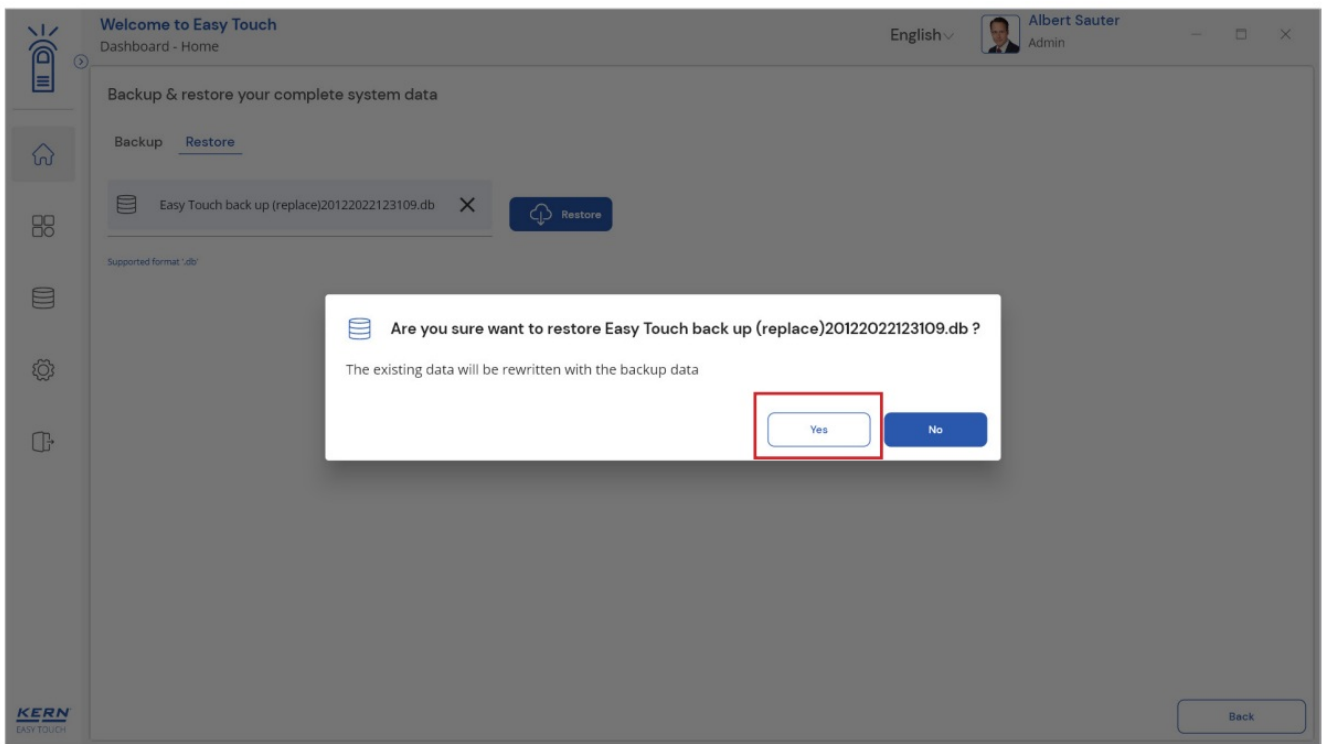 Welcome to Easy Touch
Dashboard - Home
English
Albert Sauter
Admin
Backup & restore your complete system data
Backup Restore
Easy Touch back up (replace)20122022123109.db
Restore
Supported format '.db'
Are you sure want to restore Easy Touch back up (replace)20122022123109.db ?
The existing data will be rewritten with the backup data
Yes No
KERN
EASY TOUCH
Back